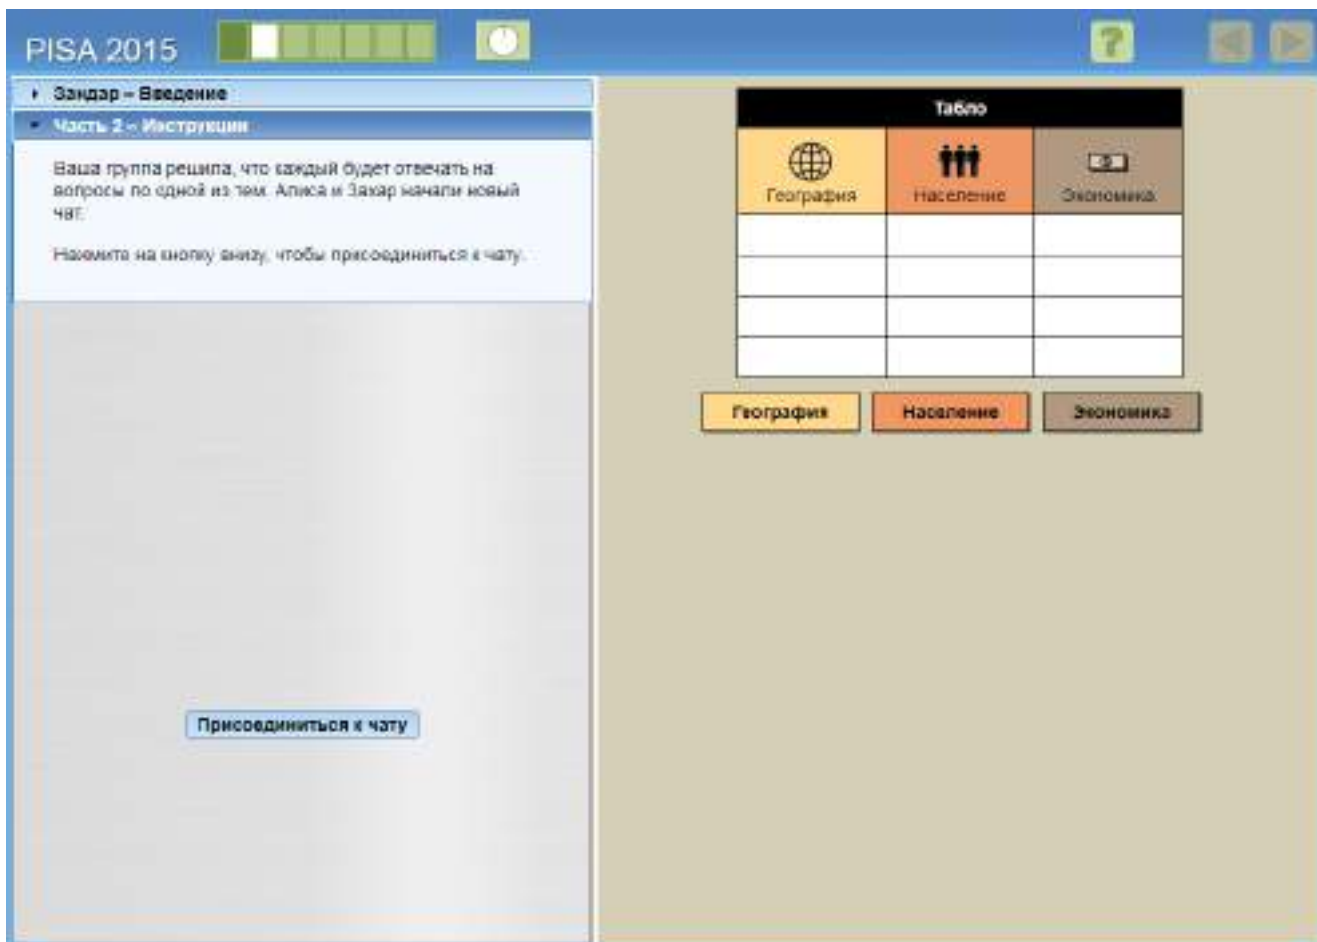 PISA 2015
?
Зандар – Введение
Часть 2 – Инструкции
Ваша группа решила, что каждый будет отвечать на
вопросы по одной из тем. Алиса и Захар начали новый
чат.
Нажмите на кнопку внизу, чтобы присоединиться к чату.
Присоединиться к чату
Табло
География
Население
Экономика
География
Население
Экономика